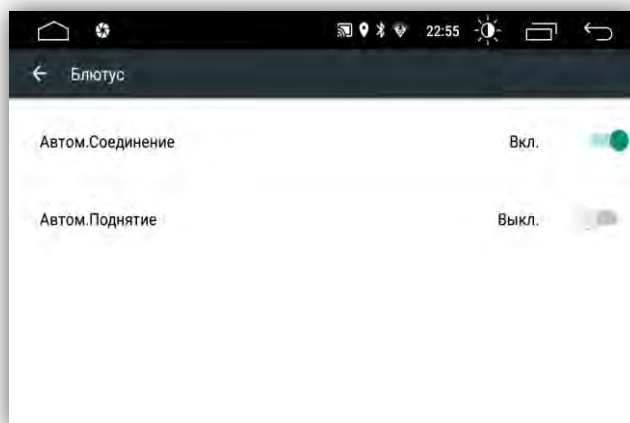 22:55
Блютус
Автом.Соединение Вкл.
Автом.Поднятие Выкл.